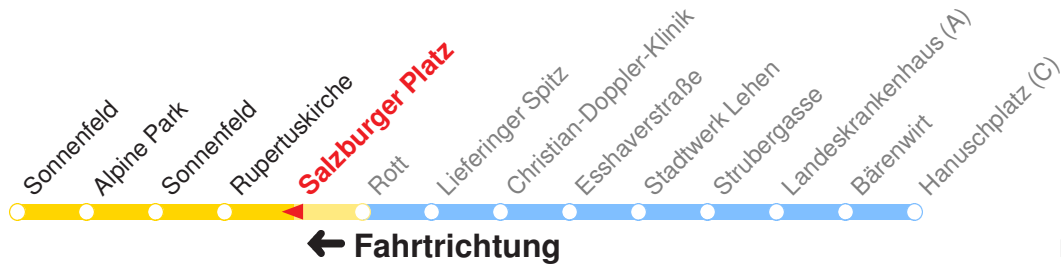 Sonnenfeld
Alpine Park
Sonnenfeld
Rupertuskirche
Salzburger Platz
Rott
Lieferinger Spitz
Christian-Doppler-Klinik
Esshaverstraße
Stadtwerk Lehen
Strubergasse
Landeskrankenhaus (A)
Bärenwirt
Hanuschplatz (C)
Fahrtrichtung